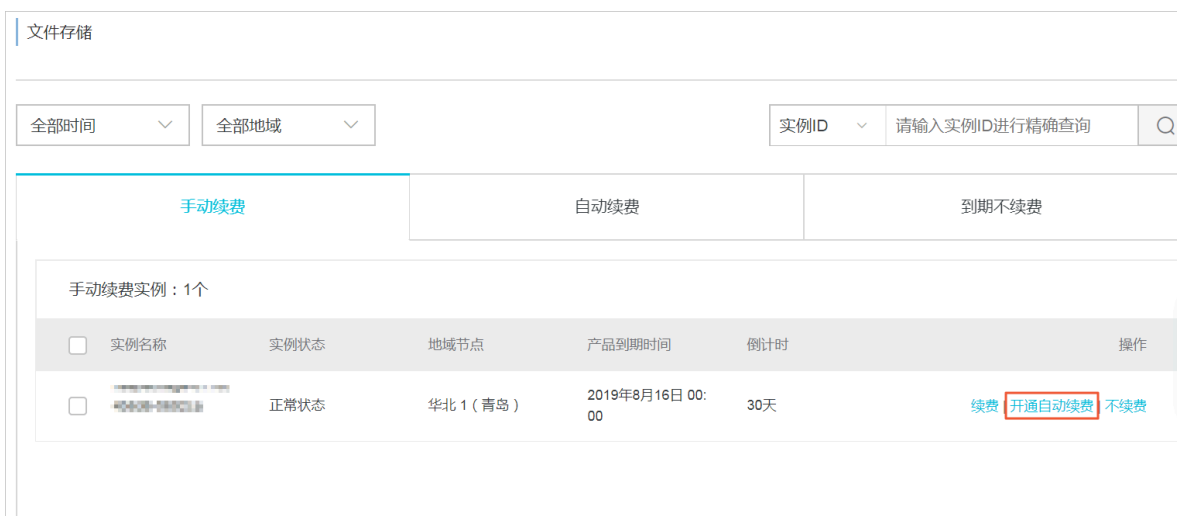 文件存储
全部时间 全部地域 实例ID 请输入实例ID进行精确查询
手动续费 自动续费 到期不续费
手动续费实例：1个
实例名称 实例状态 地域节点 产品到期时间 倒计时 操作
正常状态 华北 1（青岛） 2019年8月16日 00:
00 30天 续费 | 开通自动续费 | 不续费